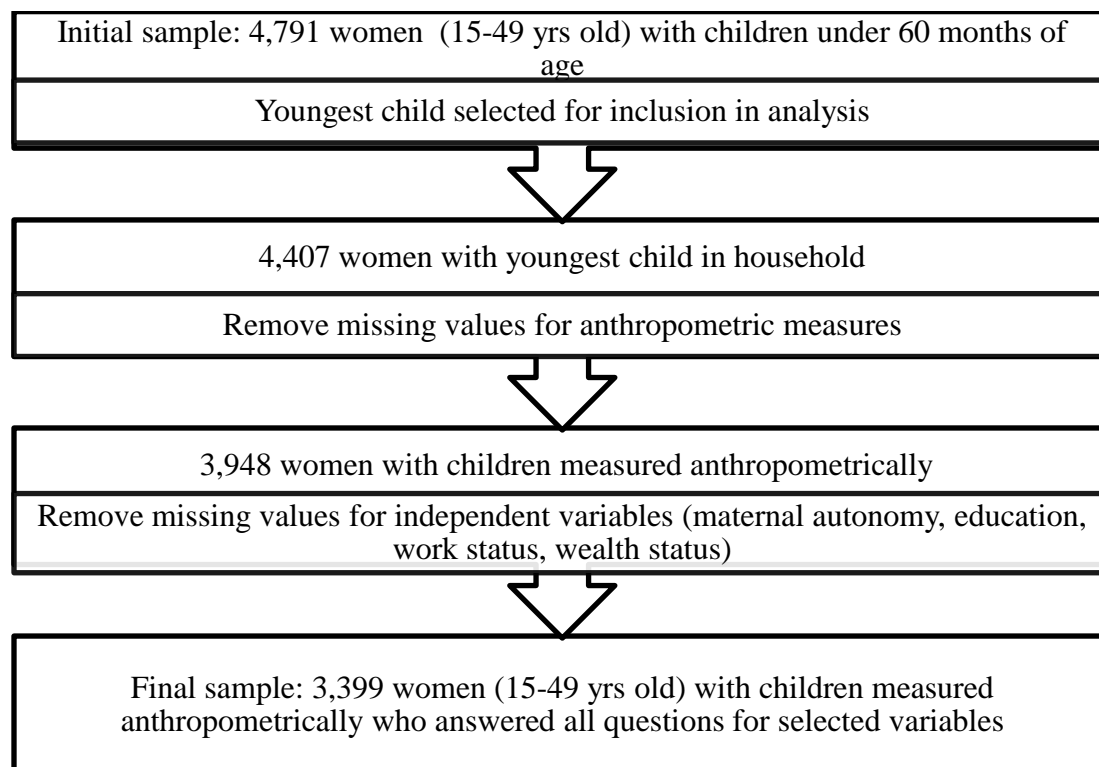 Initial sample: 4,791 women (15-49 yrs old) with children under 60 months of
age
Youngest child selected for inclusion in analysis
4,407 women with youngest child in household
Remove missing values for anthropometric measures
3,948 women with children measured anthropometrically
Remove missing values for independent variables (maternal autonomy, education,
work status, wealth status)
Final sample: 3,399 women (15-49 yrs old) with children measured
anthropometrically who answered all questions for selected variables